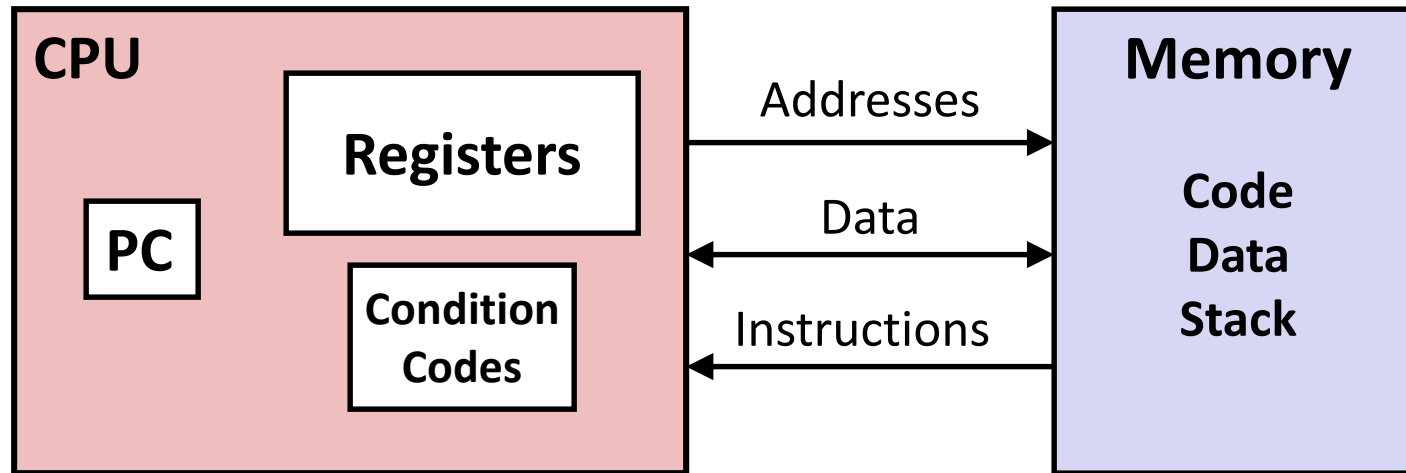 CPU
Registers
PC
Condition
Codes
Addresses
Data
Instructions
Memory
Code
Data
Stack